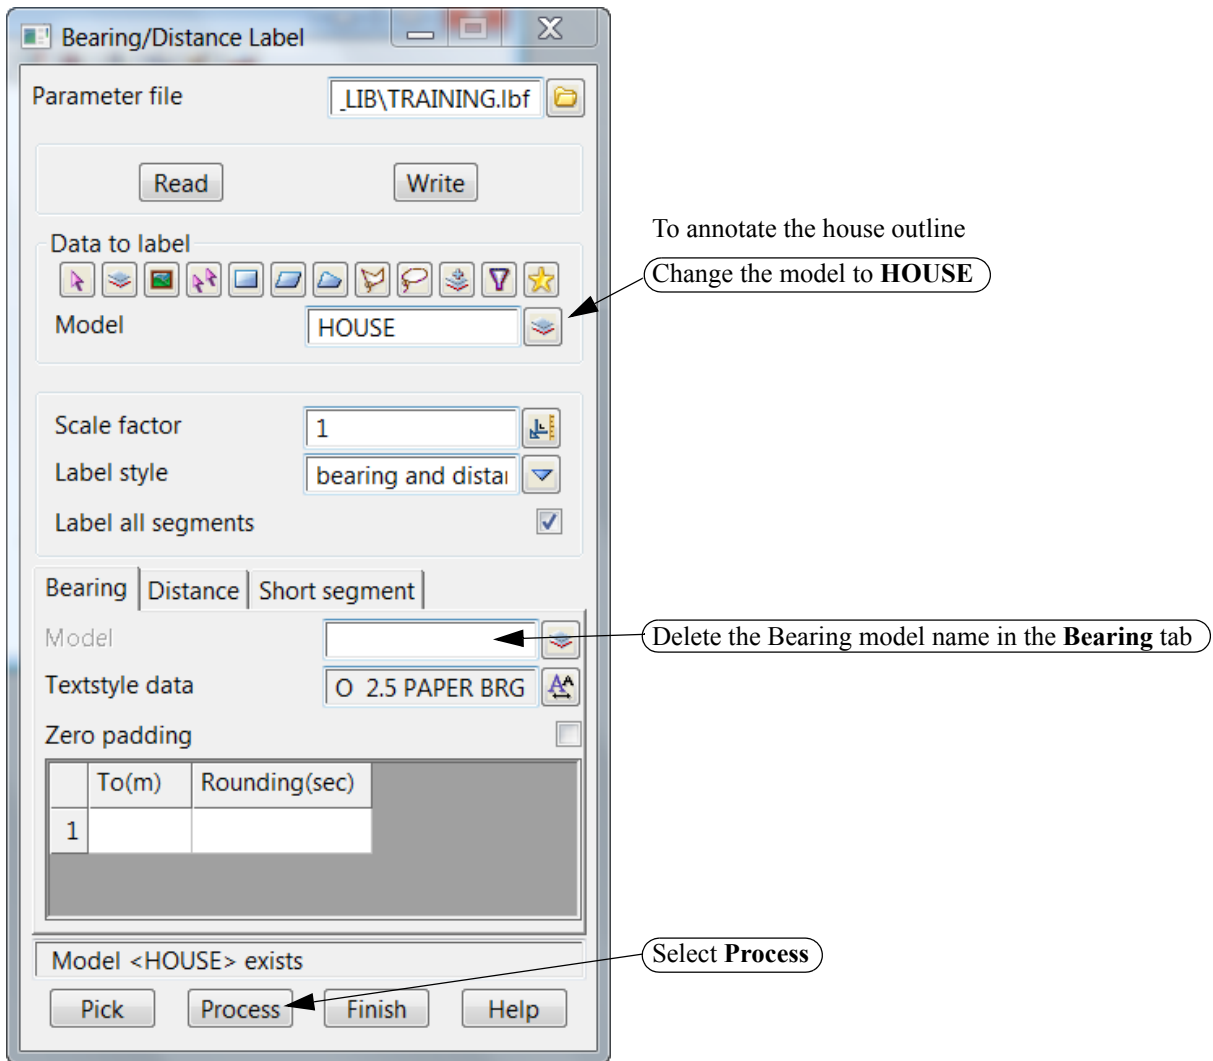 Bearing/Distance Label
Parameter file
_LIB\TRAINING.lbf
Read
Write
To annotate the house outline
Data to label
Change the model to HOUSE
Model
HOUSE
Scale factor
1
Label style
bearing and distai
Label all segments
Bearing
Distance
Short segment
Model
Delete the Bearing model name in the Bearing tab
Textstyle data
O 2.5 PAPER BRG
Zero padding
To(m)
Rounding(sec)
1
Model <HOUSE> exists
Select Process
Pick
Process
Finish
Help